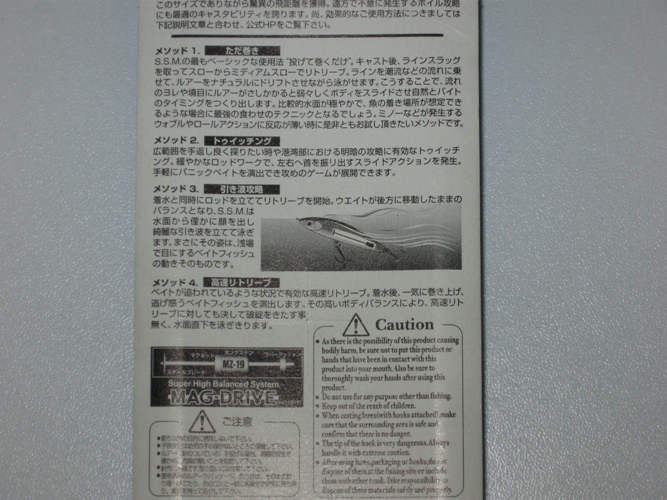 このサイズでありながら驚異の飛距離を獲得。遠方で不意に発生するボイル攻略
にも最適のキャスタビリティを誇ります。尚、効果的なご使用方法につきましては
下記説明文章と合わせ、公式HPをご覧下さい。
メソッド 1. ただ巻き
S.S.M.の最もベーシックな使用法“投げて巻くだけ”。キャスト後、ラインスラッグ
を取ってスローからミディアムスローでリトリーブ。ラインを潮流などの流れに乗
せて、ルアーをナチュラルにドリフトさせながら泳がせます。こうすることで、流れ
のヨレや境目にルアーがさしかかると弱々しくボディをスライドさせ自然とバイト
のタイミングをつくり出します。比較的水面が穏やかで、魚の着き場所が想定でき
るような場合に最強の食わせのテクニックとなるでしょう。ミノーなどが発生する
ウォブルやロールアクションに反応が薄い時に是非ともお試し頂きたいメソッドです。
メソッド 2. トゥイッチング
広範囲を手返し良く探りたい時や港湾部における明暗の攻略に有効なトゥイッチ
ング。緩やかなロッドワークで、左右へ首を振り出すスライドアクションを発生。
手軽にパニックベイトを演出でき攻めのゲームが展開できます。
メソッド 3. 引き波攻略
着水と同時にロッドを立ててリトリーブを開始。ウエイトが後方に移動したままの
バランスとなり、S.S.M.は
水面から僅かに顔を出し
綺麗な引き波を立てて泳ぎ
ます。まさにその姿は、浅場
で目にするベイトフィッシュ
の動きそのものです。
メソッド 4. 高速リトリーブ
ベイトが追われているような状況で有効な高速リトリーブ。着水後、一気に巻き上げ、
逃げ惑うベイトフィッシュを演出します。その高いボディバランスにより、高速リト
リーブに対しても決して破綻をきたす事
無く、水面直下を泳ぎきります。
マグネット
タングステン
MZ-19
スチールプレート
Super High Balanced System
MAG-DRIVE
ご注意
Caution
As there is the possibility of this product causing
bodily harm, be sure not to put this product or
hands that have been in contact with this
product into your mouth. Also be sure to
thoroughly wash your hands after using this
product.
Do not use for any purpose other than fishing.
Keep out of the reach of children.
When casting lures with hooks attached, make
sure that the surrounding area is safe and
confirm that there is no danger.
The tip of the hook is very dangerous. Always
handle it with extreme caution.
After using lures, packaging or hooks, do not
dispose of them at the fishing site or include
them with other trash. Take responsibility to
dispose of these materials safely and properly.